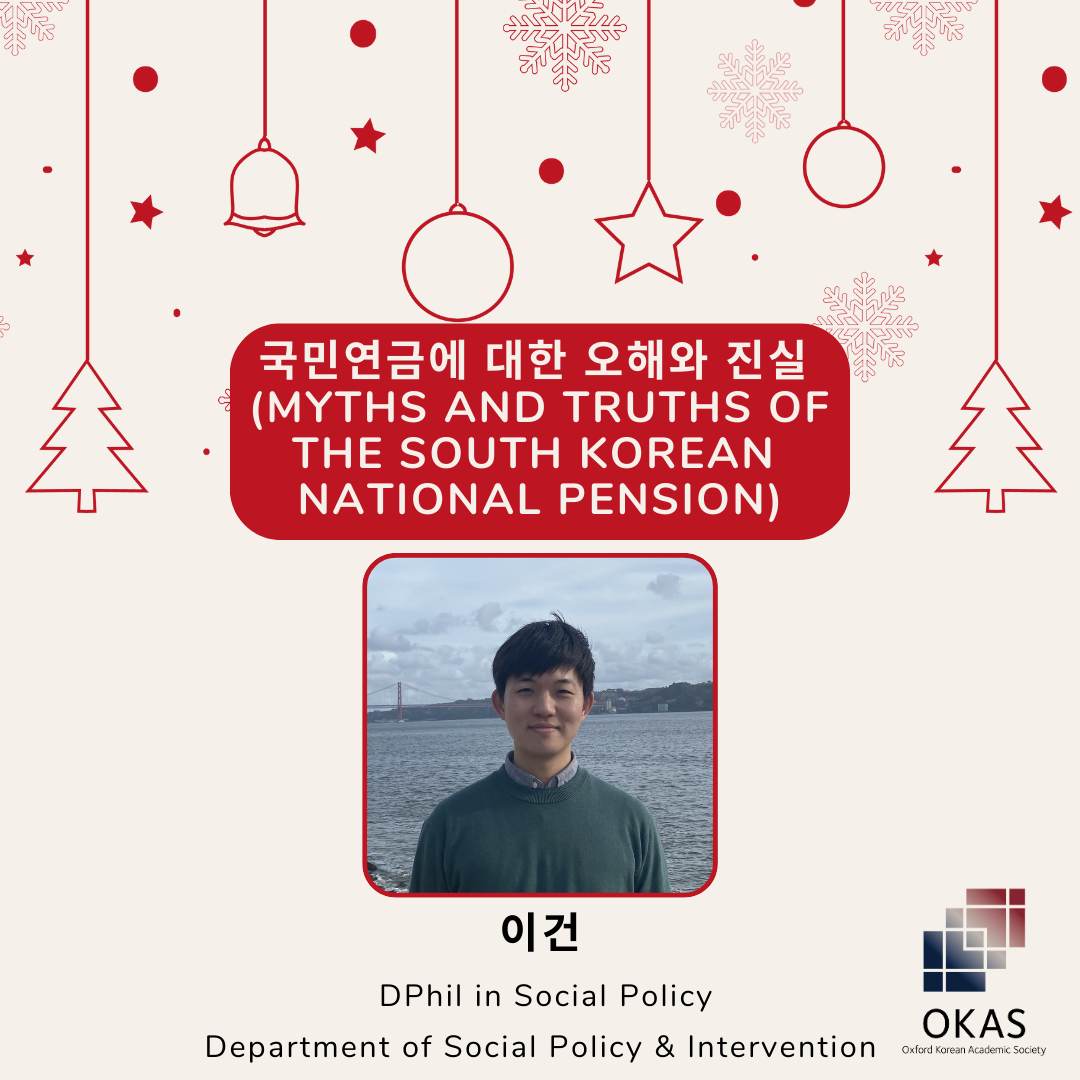 국민연금에 대한 오해와 진실
(MYTHS AND TRUTHS OF
THE SOUTH KOREAN
NATIONAL PENSION)
이건
DPhil in Social Policy
Department of Social Policy & Intervention
OKAS
Oxford Korean Academic Society